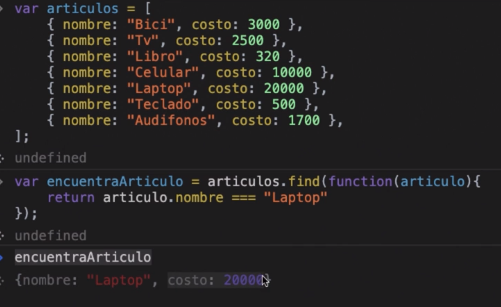 var articulos = [
    { nombre: "Bici", costo: 3000 },
    { nombre: "Tv", costo: 2500 },
    { nombre: "Libro", costo: 320 },
    { nombre: "Celular", costo: 10000 },
    { nombre: "Laptop", costo: 20000 },
    { nombre: "Teclado", costo: 500 },
    { nombre: "Audifonos", costo: 1700 },
];
undefined
var encuentraArticulo = articulos.find(function(articulo){
    return articulo.nombre === "Laptop"
});
undefined
encuentraArticulo
{nombre: "Laptop", costo: 20000}